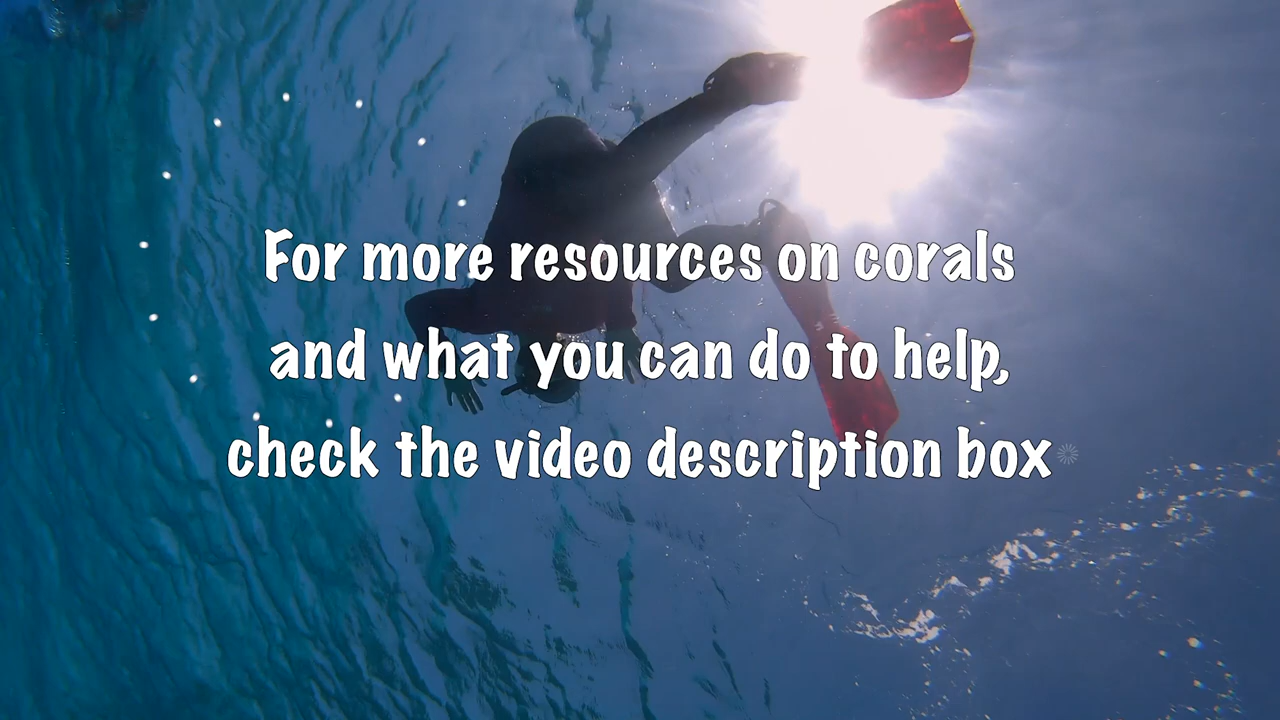 For more resources on corals
and what you can do to help,
check the video description box